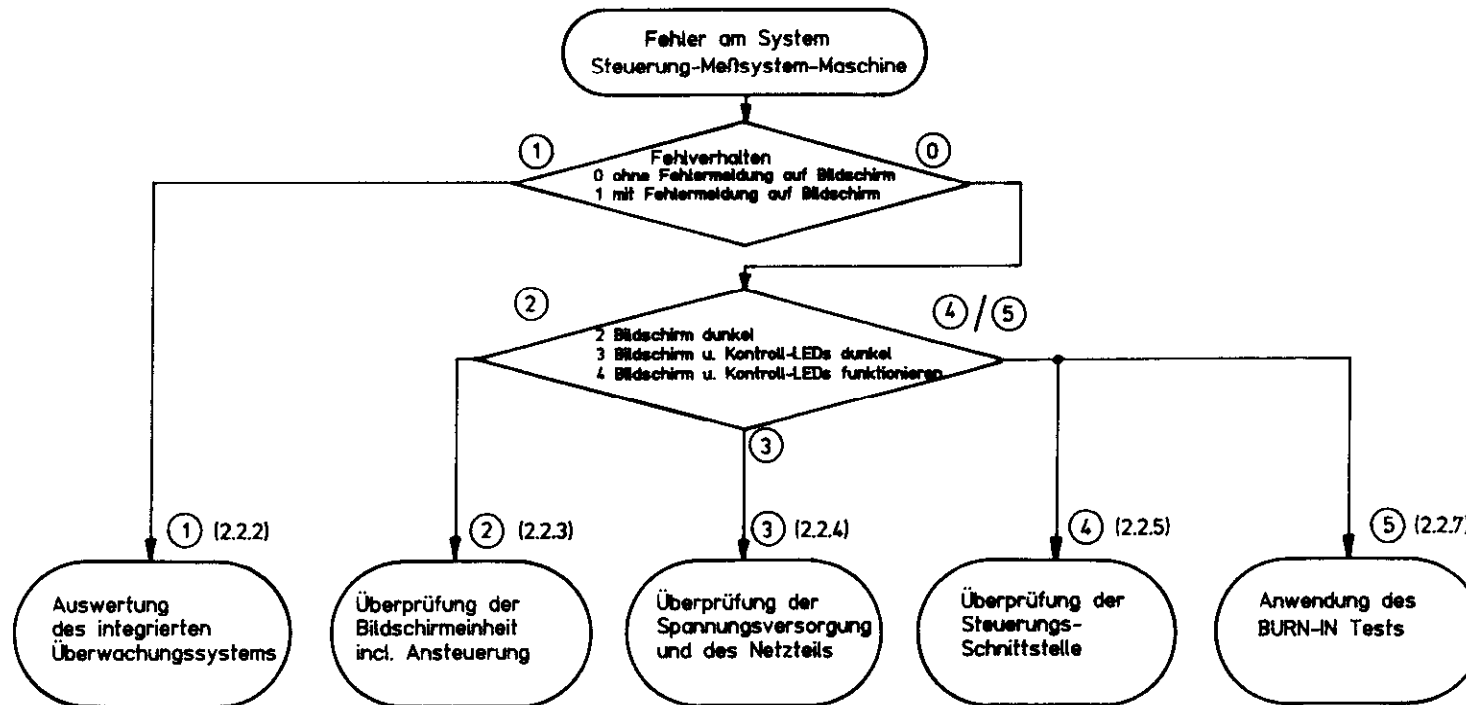 Fehler am System
Steuerung-Meßsystem-Maschine
1
0
Fehlverhalten
0 ohne Fehlermeldung auf Bildschirm
1 mit Fehlermeldung auf Bildschirm
2
4 / 5
2 Bildschirm dunkel
3 Bildschirm u. Kontroll-LEDs dunkel
4 Bildschirm u. Kontroll-LEDs funktionieren
3
1 (2.2.2)
2 (2.2.3)
3 (2.2.4)
4 (2.2.5)
5 (2.2.7)
Auswertung
des integrierten
Überwachungssystems
Überprüfung der
Bildschirmeinheit
incl. Ansteuerung
Überprüfung der
Spannungsversorgung
und des Netzteils
Überprüfung der
Steuerungs-
Schnittstelle
Anwendung des
BURN-IN Tests